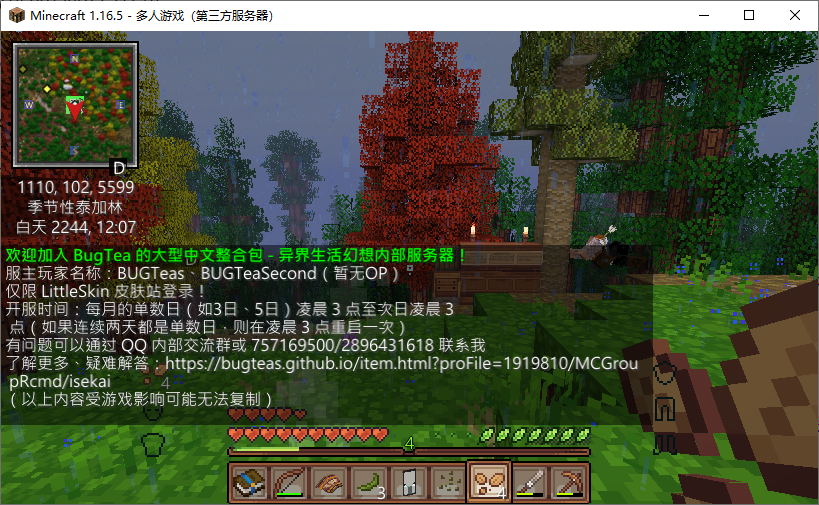 Minecraft 1.16.5 - 多人游戏（第三方服务器）
N
W
E
S
D
1110, 102, 5599
季节性泰加林
白天 2244, 12:07
欢迎加入 BugTea 的大型中文整合包 - 异界生活幻想内部服务器！
服主玩家名称：BUGTeas、BUGTeaSecond（暂无OP）
仅限 LittleSkin 皮肤站登录！
开服时间：每月的单数日（如3日、5日）凌晨 3 点至次日凌晨 3
点（如果连续两天都是单数日、则在凌晨 3 点重启一次）
有问题可以通过 QQ 内部交流群或 757169500/2896431618 联系我
了解更多、疑难解答：https://bugteas.github.io/item.html?proFile=1919810/MCGrou
pRcmd/isekai
4
（以上内容受游戏影响可能无法复制）
4
3
4